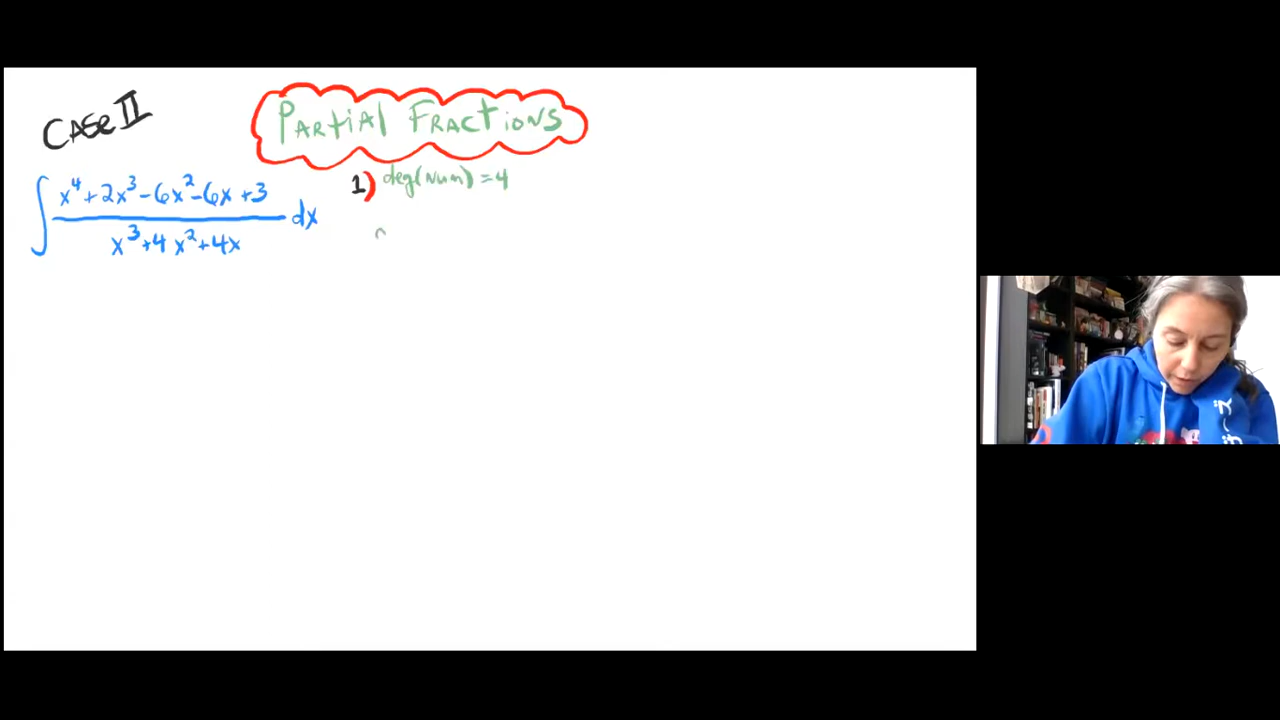 CASE II
PARtiAl FRActiONS
1) deg(Num) = 4
∫ x⁴+2x³-6x²-6x+3 / x³+4x²+4x dx